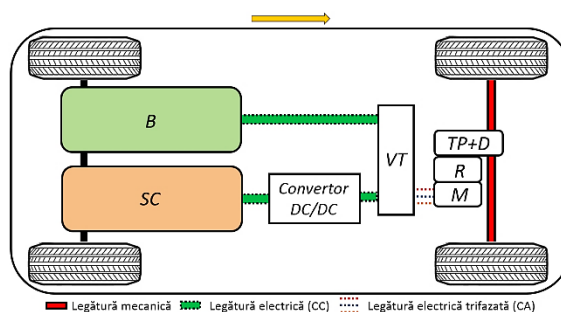 B
SC
Convertor
DC/DC
VT
TP+D
R
M
Legătură mecanică
Legătură electrică (CC)
Legătură electrică trifazată (CA)